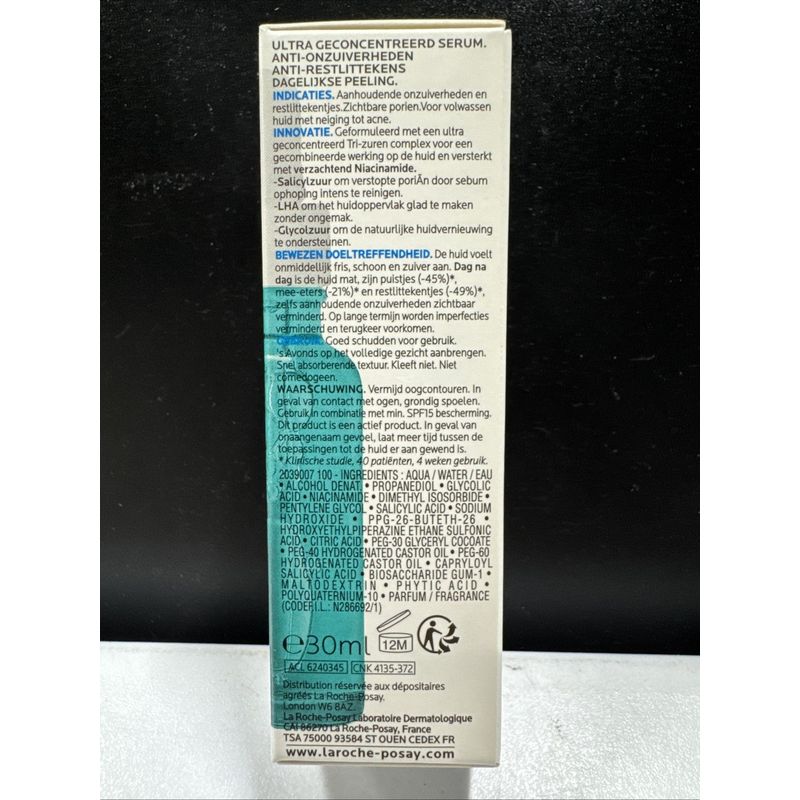 ULTRA GECONCENTREERD SERUM.
ANTI-ONZUIVERHEDEN
ANTI-RESTLITTEKENS
DAGELIJKSE PEELING.
INDICATIES. Aanhoudende onzuiverheden en
restlittekentjes.Zichtbare porien.Voor volwassen
huid met neiging tot acne.
INNOVATIE. Geformuleerd met een ultra
geconcentreerd Tri-zuren complex voor een
gecombineerde werking op de huid en versterkt
met verzachtend Niacinamide.
-Salicylzuur om verstopte poriÃn door sebum
ophoping intens te reinigen.
-LHA om het huidoppervlak glad te maken
zonder ongemak.
-Glycolzuur om de natuurlijke huidvernieuwing
te ondersteunen.
BEWEZEN DOELTREFFENDHEID. De huid voelt
onmiddellijk fris, schoon en zuiver aan. Dag na
dag is de huid mat, zijn puistjes (-45%)*,
mee-eters (-21%)* en restlittekentjes (-49%)*,
zelfs aanhoudende onzuiverheden zichtbaar
verminderd. Op lange termijn worden imperfecties
verminderd en terugkeer voorkomen.
GEBRUIK. Goed schudden voor gebruik.
's Avonds op het volledige gezicht aanbrengen.
Snel absorberende textuur. Kleeft niet. Niet
comedogeen.
WAARSCHUWING. Vermijd oogcontouren. In
geval van contact met ogen, grondig spoelen.
Gebruik in combinatie met min. SPF15 bescherming.
Dit product is een actief product. In geval van
onaangenaam gevoel, laat meer tijd tussen de
toepassingen tot de huid er aan gewend is.
* Klinische studie, 40 patiënten, 4 weken gebruik.
2039007 100 - INGREDIENTS : AQUA / WATER / EAU
• ALCOHOL DENAT. • PROPANEDIOL • GLYCOLIC
ACID • NIACINAMIDE • DIMETHYL ISOSORBIDE •
PENTYLENE GLYCOL • SALICYLIC ACID • SODIUM
HYDROXIDE • PPG-26-BUTETH-26 •
HYDROXYETHYLPIPERAZINE ETHANE SULFONIC
ACID • CITRIC ACID • PEG-30 GLYCERYL COCOATE
• PEG-40 HYDROGENATED CASTOR OIL • PEG-60
HYDROGENATED CASTOR OIL • CAPRYLOYL
SALICYLIC ACID • BIOSACCHARIDE GUM-1 •
MALTODEXTRIN • PHYTIC ACID •
POLYQUATERNIUM-10 • PARFUM / FRAGRANCE
(CODE F.I.L.: N286692/1)
℮30ml 12M
ACL 6240345 CNK 4135-372
Distribution réservée aux dépositaires
agréés La Roche-Posay.
London W6 8AZ.
La Roche-Posay Laboratoire Dermatologique
CAI 86270 La Roche-Posay, France
TSA 75000 93584 ST OUEN CEDEX FR
www.laroche-posay.com